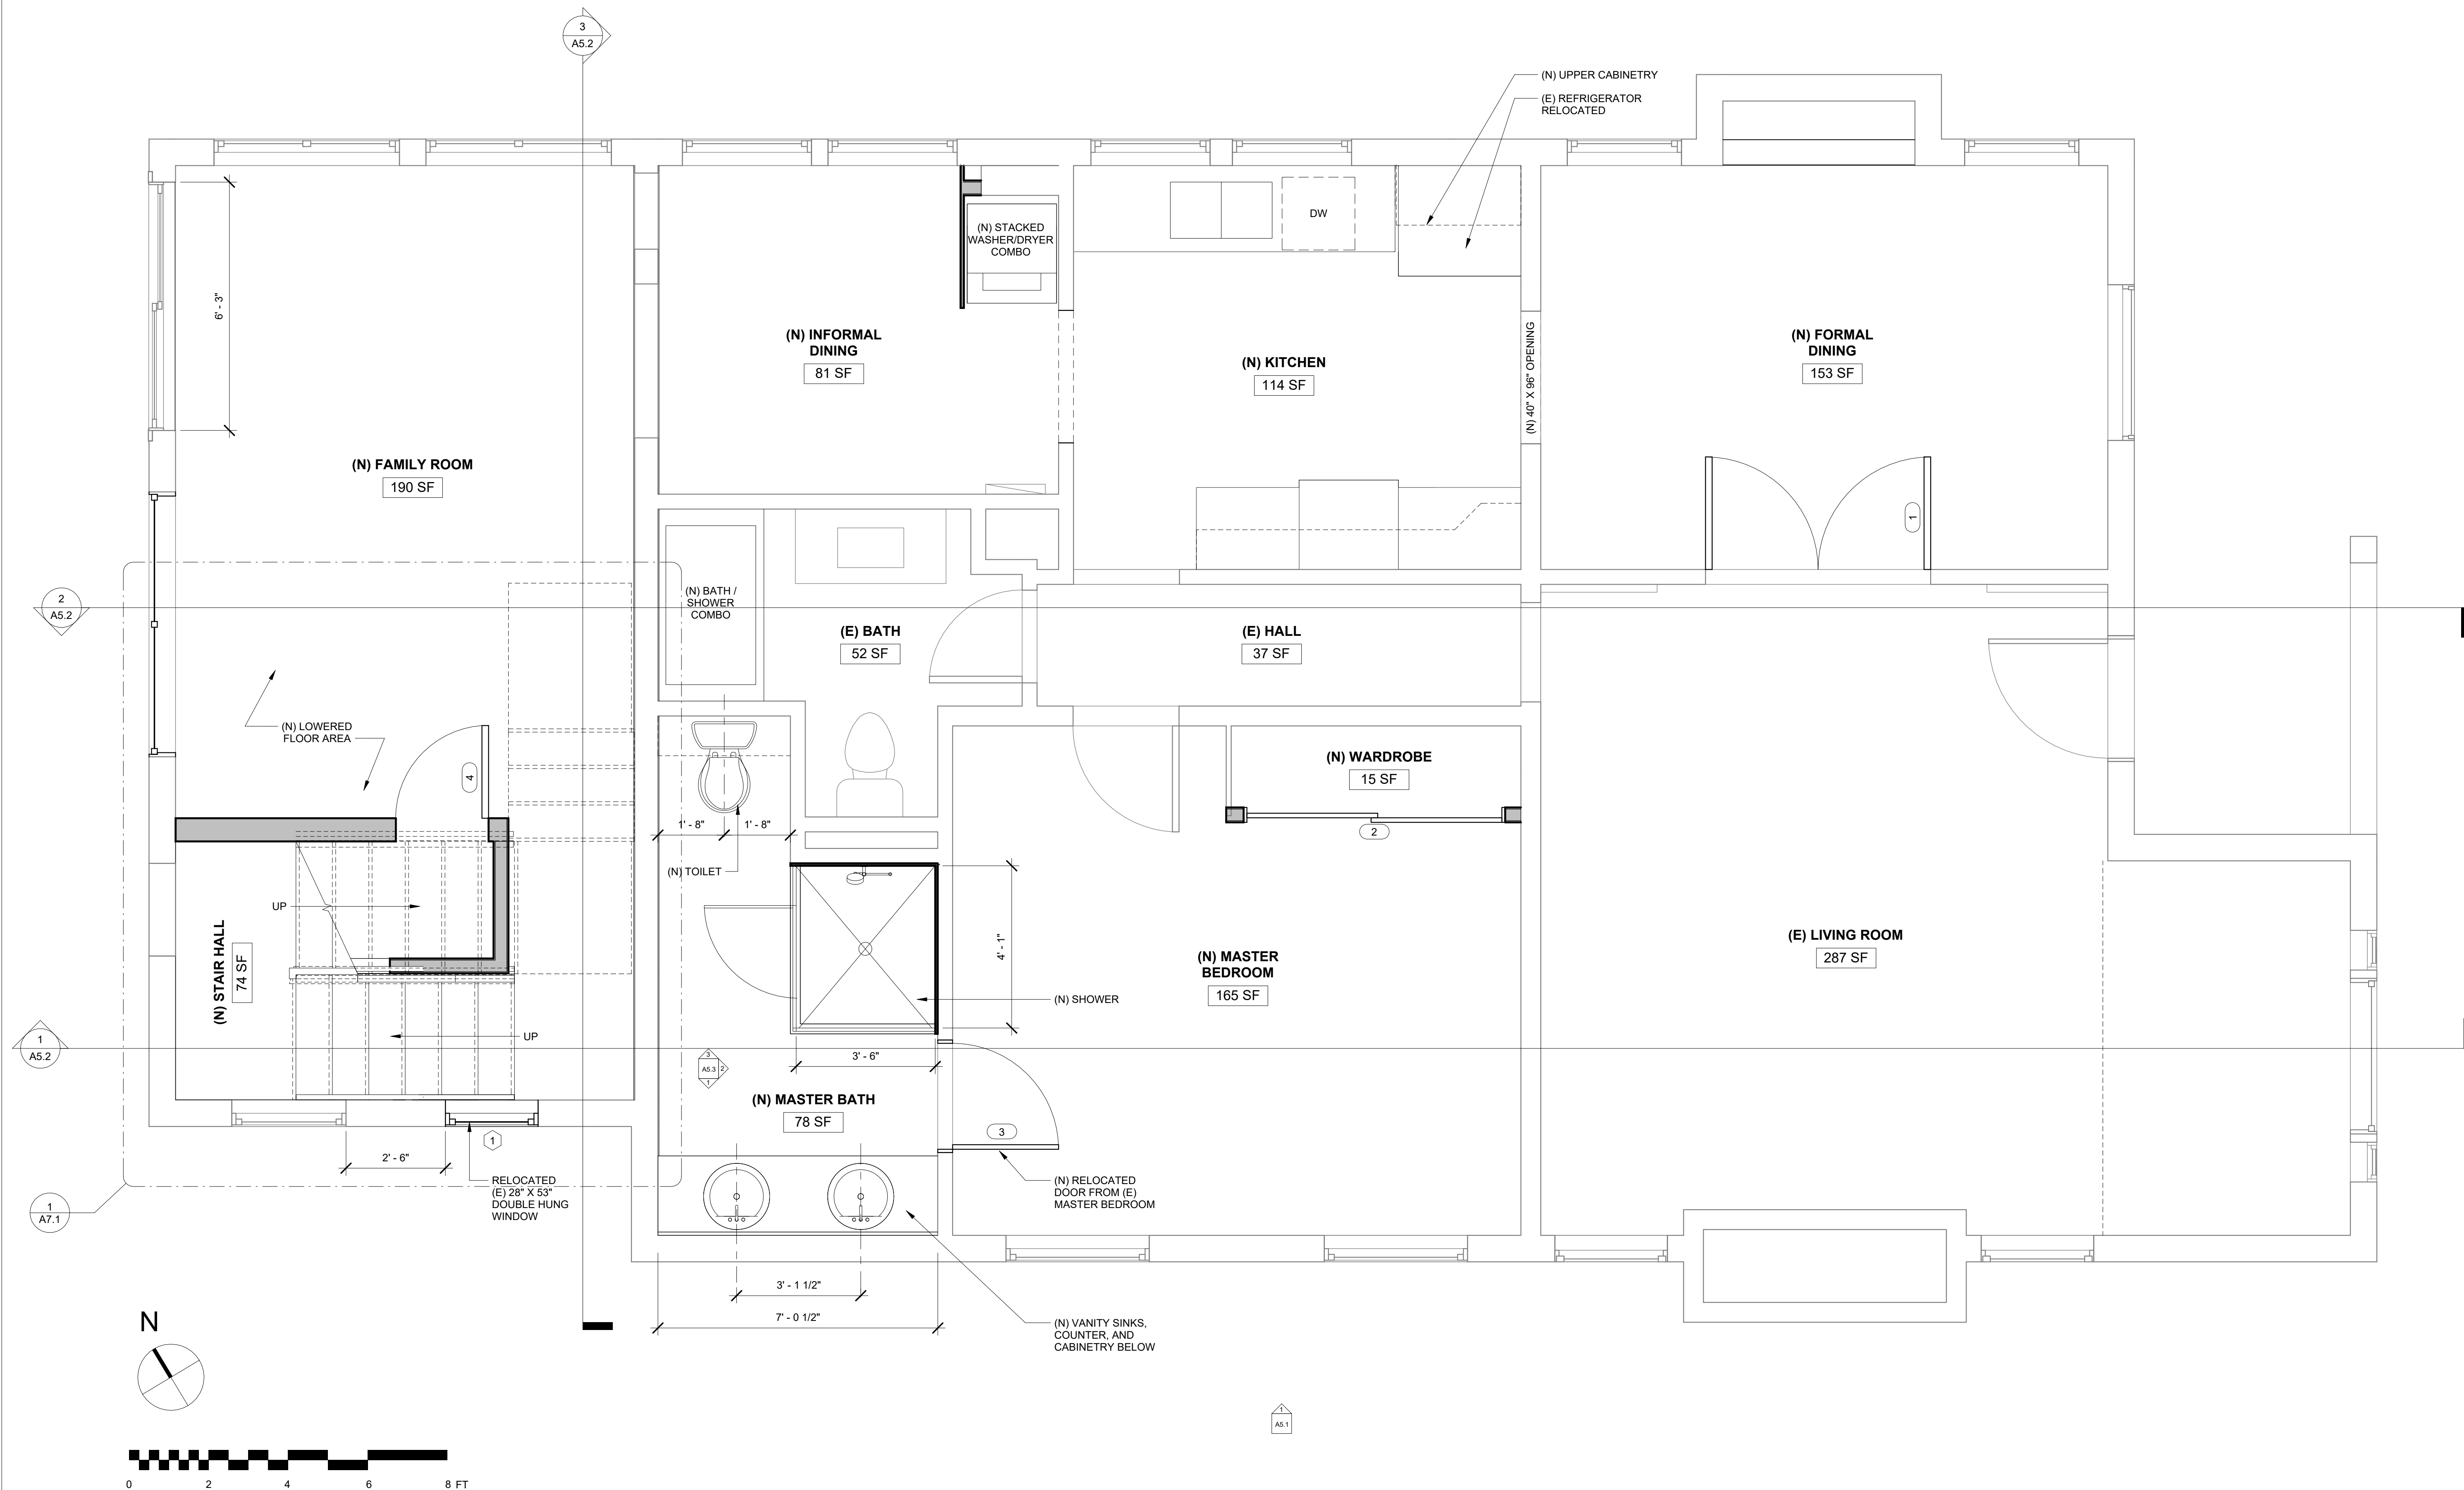 3
A5.2
(N) UPPER CABINETRY
(E) REFRIGERATOR
RELOCATED
DW
(N) STACKED
WASHER/DRYER
COMBO
6' - 3"
(N) INFORMAL
DINING
81 SF
(N) KITCHEN
114 SF
(N) 40" X 96" OPENING
(N) FORMAL
DINING
153 SF
(N) FAMILY ROOM
190 SF
1
2
A5.2
(N) BATH /
SHOWER
COMBO
(E) BATH
52 SF
(E) HALL
37 SF
(N) LOWERED
FLOOR AREA
4
(N) WARDROBE
15 SF
2
1' - 8"
1' - 8"
(N) TOILET
UP
(N) STAIR HALL
74 SF
4' - 1"
(N) MASTER
BEDROOM
165 SF
(E) LIVING ROOM
287 SF
(N) SHOWER
UP
1
A5.2
3' - 6"
3
A5.3
2
1
(N) MASTER BATH
78 SF
3
1
2' - 6"
RELOCATED
(E) 28" X 53"
DOUBLE HUNG
WINDOW
(N) RELOCATED
DOOR FROM (E)
MASTER BEDROOM
1
A7.1
3' - 1 1/2"
7' - 0 1/2"
(N) VANITY SINKS,
COUNTER, AND
CABINETRY BELOW
N
1
A5.1
0 2 4 6 8 FT